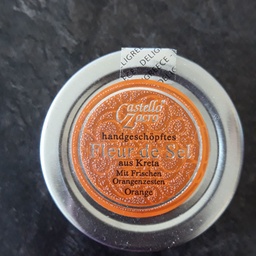 Castello
handgeschöpftes
Fleur de Sel
aus Kreta
Mit Frischen
Orangenzesten
Orange